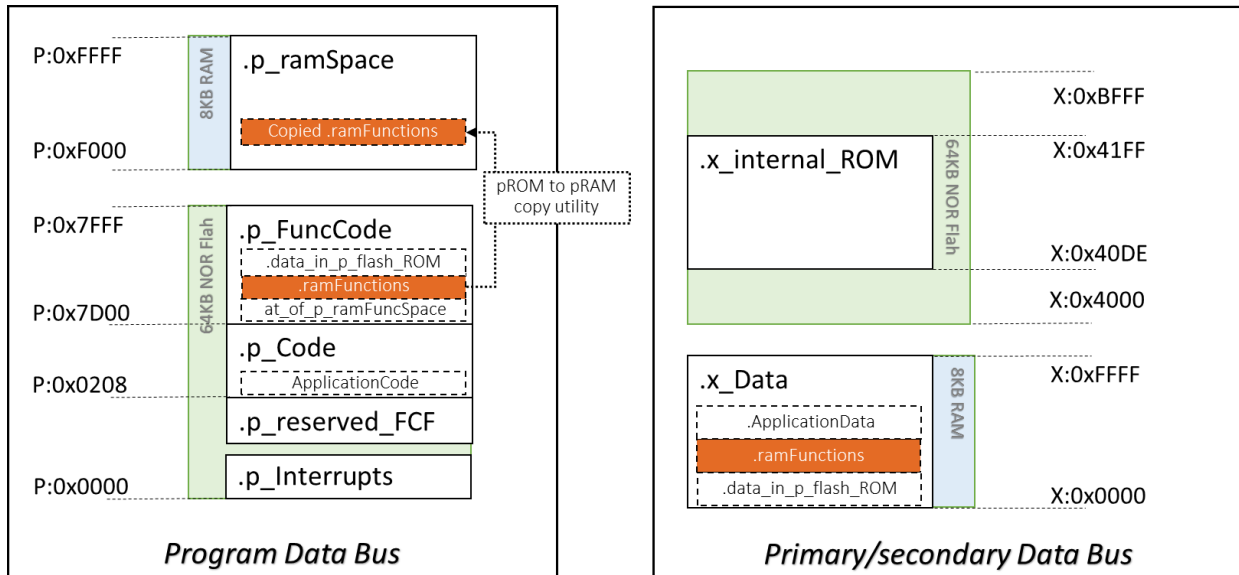 P:0xFFFF
8KB RAM
.p_ramSpace
Copied .ramFunctions
P:0xF000
pROM to pRAM
copy utility
P:0x7FFF
64KB NOR Flah
.p_FuncCode
.data_in_p_flash_ROM
.ramFunctions
at_of_p_ramFuncSpace
P:0x7D00
.p_Code
ApplicationCode
P:0x0208
.p_reserved_FCF
.p_Interrupts
P:0x0000
Program Data Bus
X:0xBFFF
.x_internal_ROM
64KB NOR Flah
X:0x41FF
X:0x40DE
X:0x4000
.x_Data
8KB RAM
X:0xFFFF
.ApplicationData
.ramFunctions
.data_in_p_flash_ROM
X:0x0000
Primary/secondary Data Bus